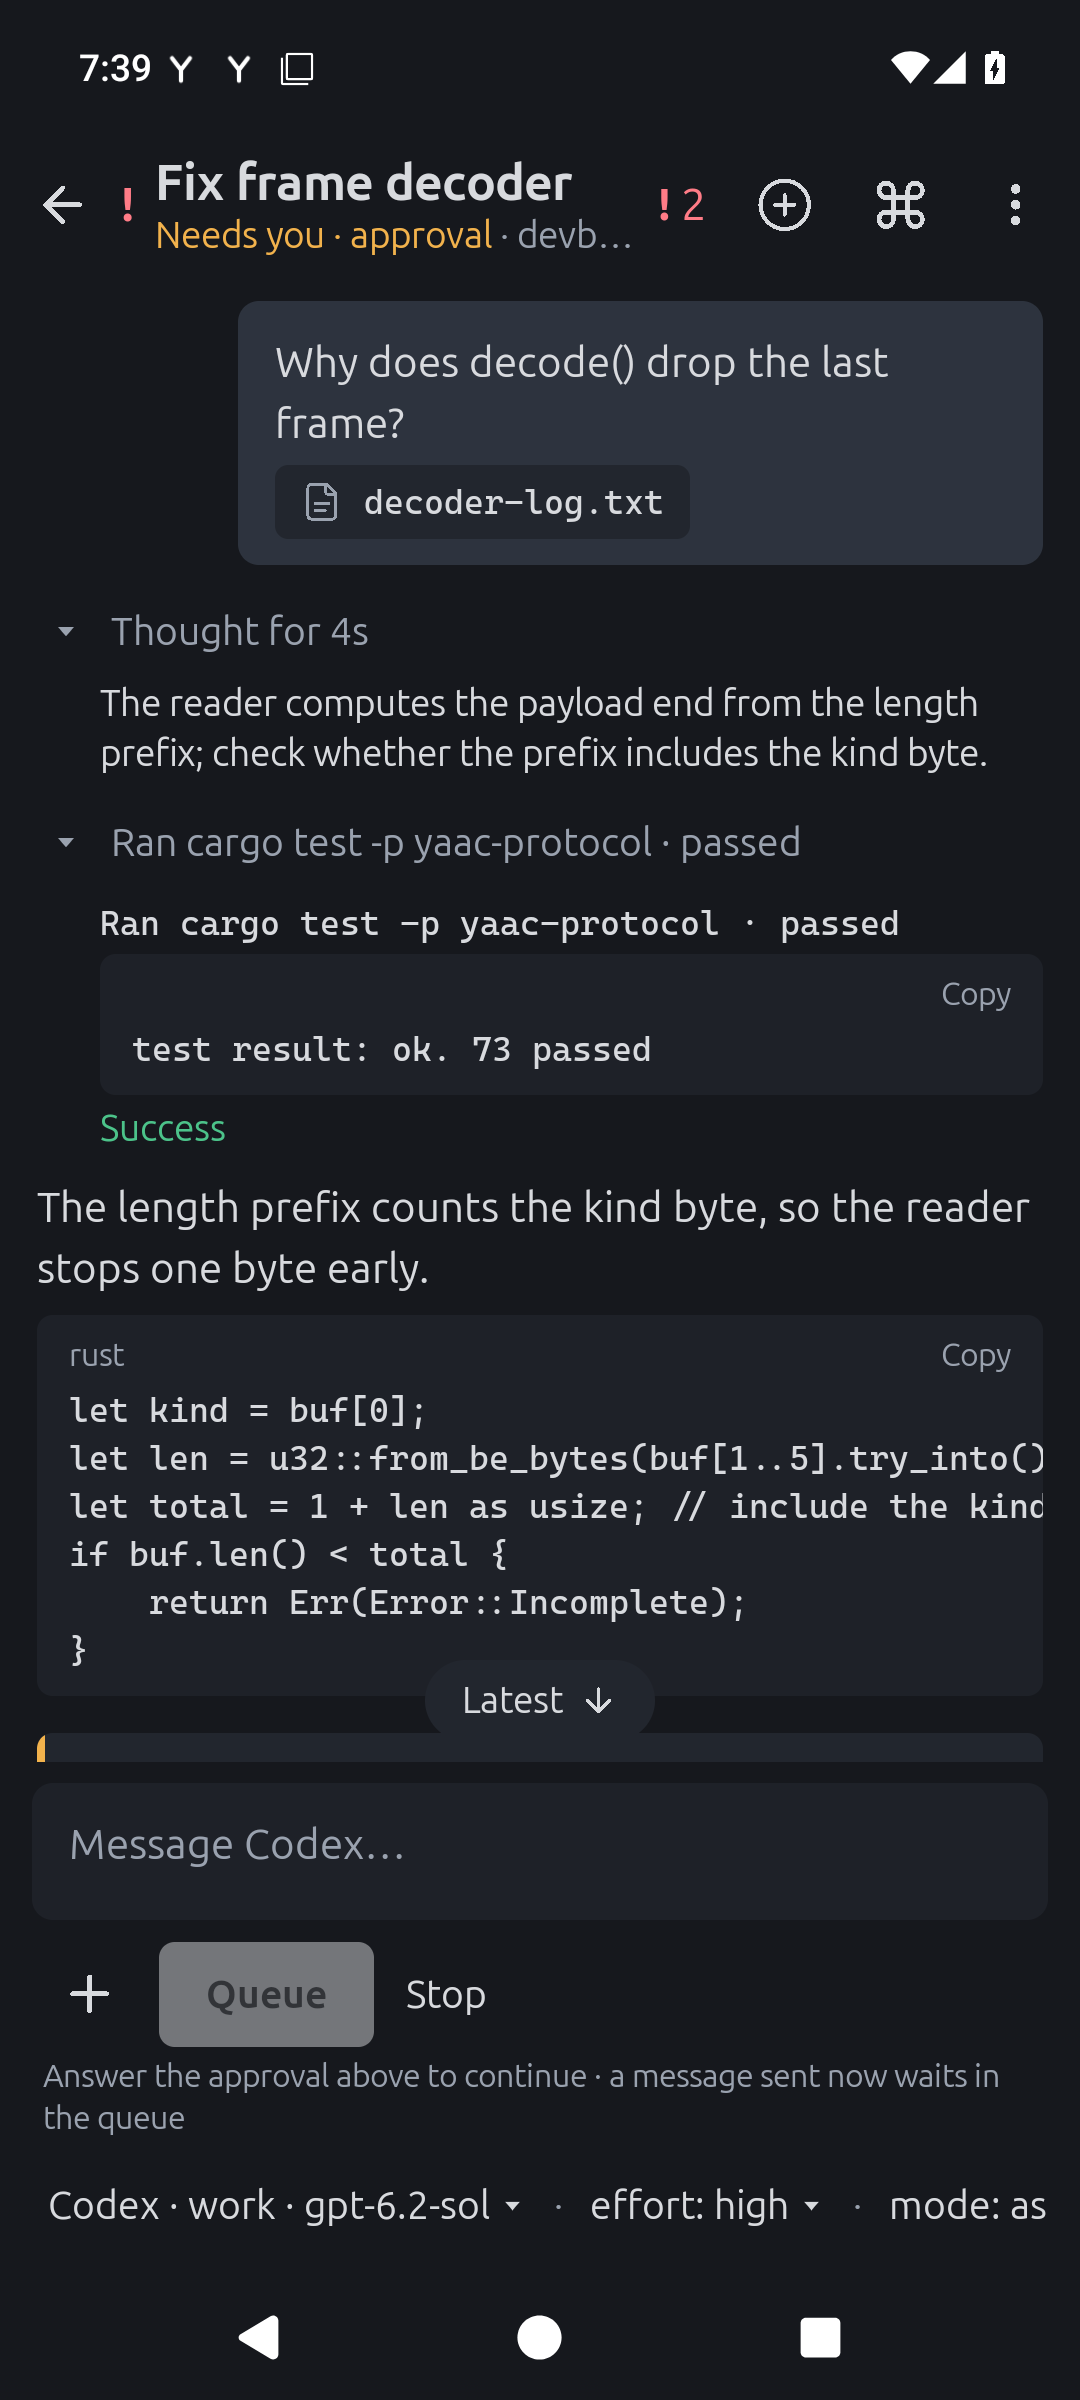 7:39
! Fix frame decoder ! 2
Needs you · approval · devb…
Why does decode() drop the last
frame?
decoder-log.txt
Thought for 4s
The reader computes the payload end from the length
prefix; check whether the prefix includes the kind byte.
Ran cargo test -p yaac-protocol · passed
Ran cargo test -p yaac-protocol · passed
Copy
test result: ok. 73 passed
Success
The length prefix counts the kind byte, so the reader
stops one byte early.
rust Copy
let kind = buf[0];
let len = u32::from_be_bytes(buf[1..5].try_into()
let total = 1 + len as usize; // include the kind
if buf.len() < total {
    return Err(Error::Incomplete);
}
Latest
Message Codex…
Queue Stop
Answer the approval above to continue · a message sent now waits in
the queue
Codex · work · gpt-6.2-sol · effort: high · mode: as